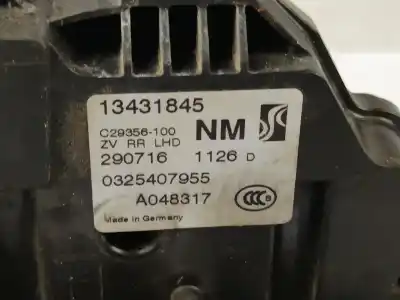 13431845
C29356-100 NM
ZV RR LHD
290716 1126 D
0325407955
A048317
Made in Germany